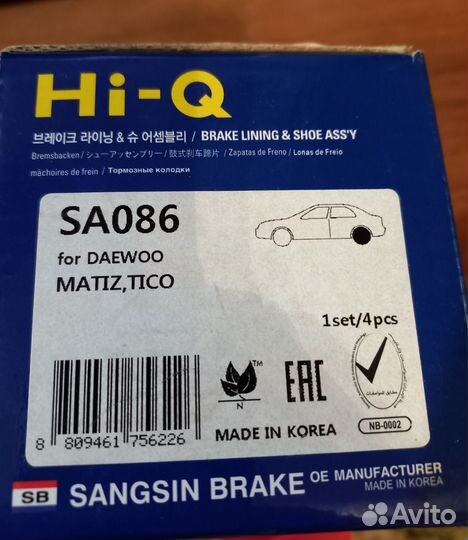 Hi-Q
브레이크 라이닝 & 슈 어셈블리 / BRAKE LINING & SHOE ASS'Y
Bremsbacken / シューアッセンブリー / 鼓式刹车蹄片 / Zapatas de Freno / Lonas de Freio
mâchoires de frein / Тормозные колодки
SA086
for DAEWOO
MATIZ,TICO
1set/4pcs
TM
N
EAC
MADE IN KOREA
مطابق للمواصفات
NB-0002
8 809461 756226
SB SANGSIN BRAKE OE MANUFACTURER
MADE IN KOREA
Avito